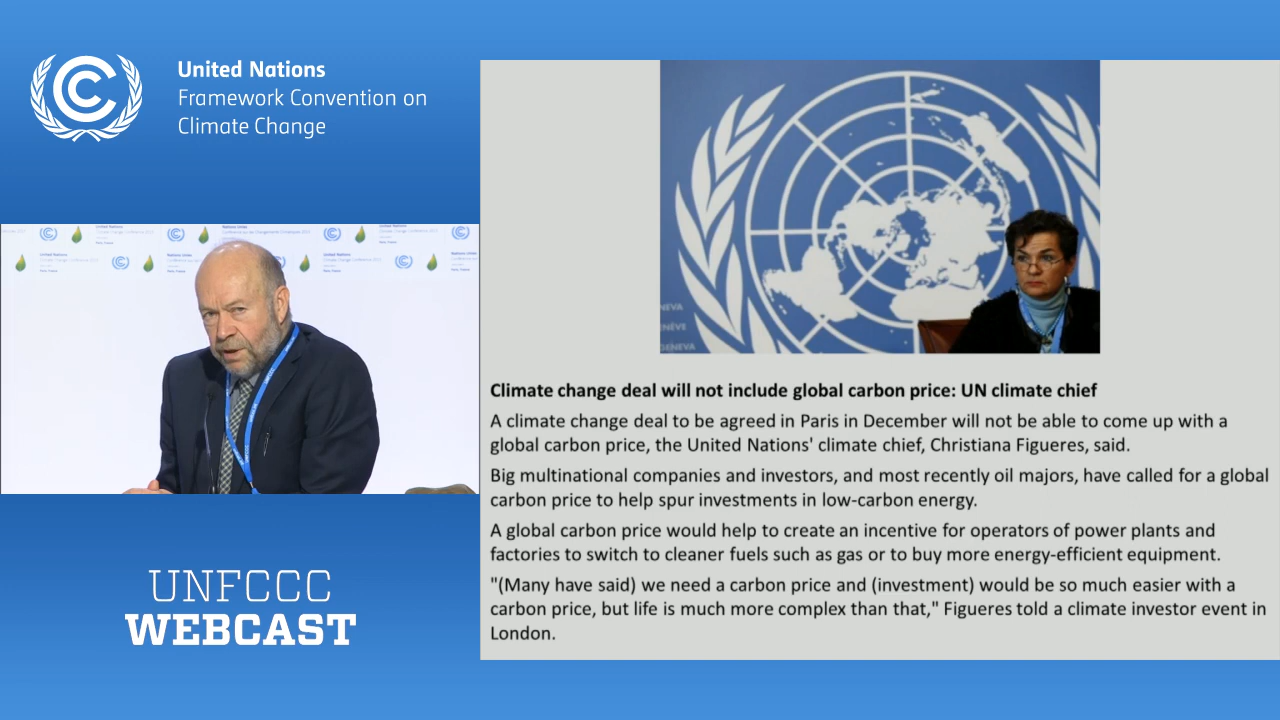 United Nations
Framework Convention on
Climate Change
UNFCCC
WEBCAST
NEVA
GENÈVE
GENEVA
Climate change deal will not include global carbon price: UN climate chief
A climate change deal to be agreed in Paris in December will not be able to come up with a
global carbon price, the United Nations' climate chief, Christiana Figueres, said.
Big multinational companies and investors, and most recently oil majors, have called for a global
carbon price to help spur investments in low-carbon energy.
A global carbon price would help to create an incentive for operators of power plants and
factories to switch to cleaner fuels such as gas or to buy more energy-efficient equipment.
"(Many have said) we need a carbon price and (investment) would be so much easier with a
carbon price, but life is much more complex than that," Figueres told a climate investor event in
London.